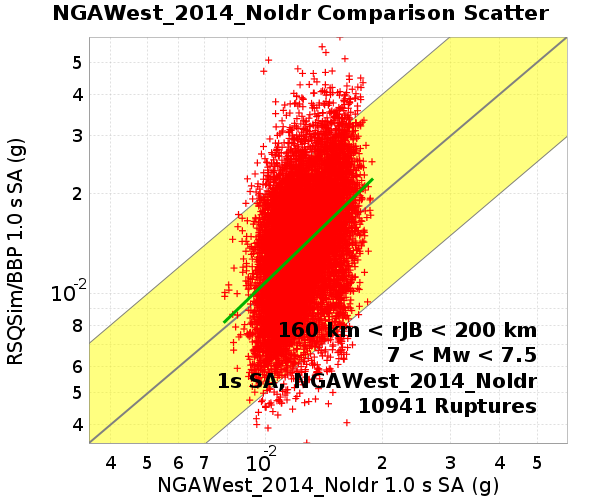 NGAWest_2014_NoIdr Comparison Scatter
RSQSim/BBP 1.0 s SA (g)
5
4
3
2
10-2
8
6
5
4
160 km < rJB < 200 km
7 < Mw < 7.5
1s SA, NGAWest_2014_NoIdr
10941 Ruptures
4 5 6 7 10-2 2 3 4 5
NGAWest_2014_NoIdr 1.0 s SA (g)